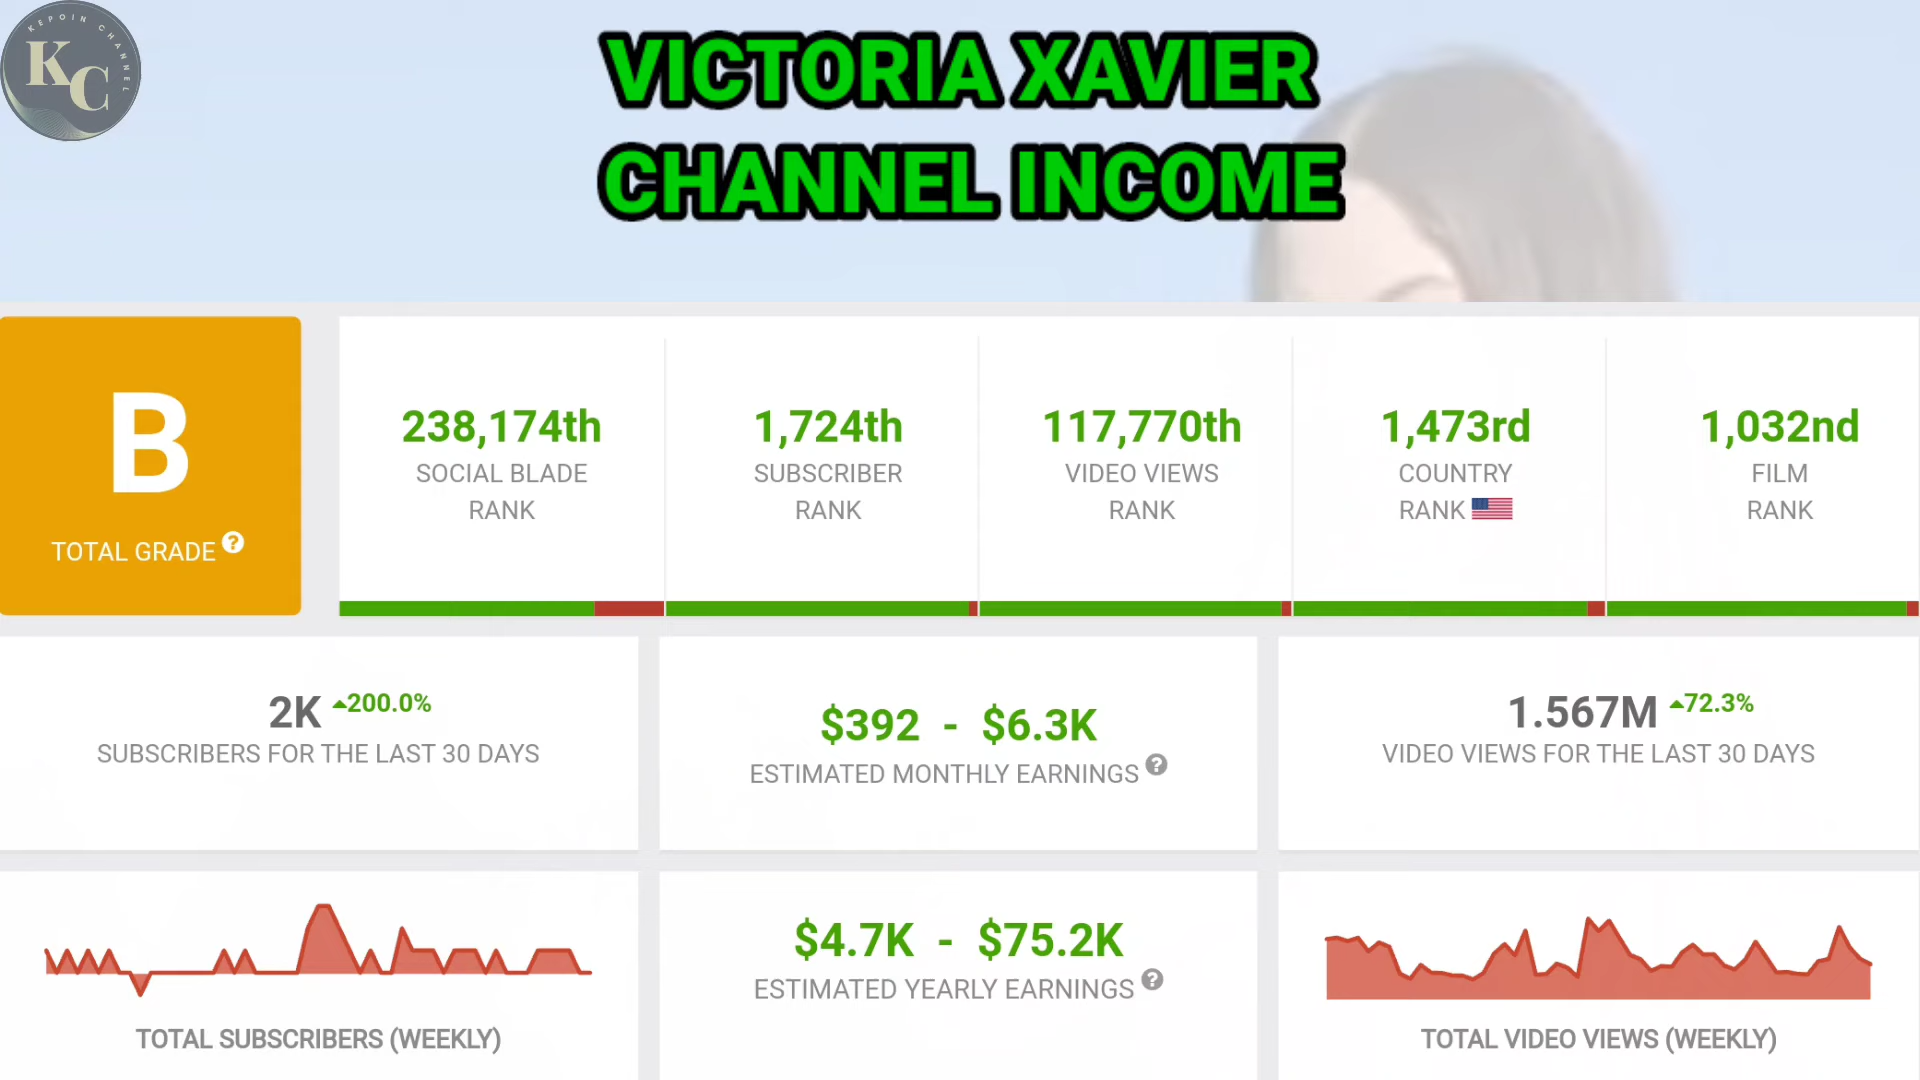 KEPOIN CHANNEL
KC
VICTORIA XAVIER
CHANNEL INCOME
B
TOTAL GRADE ?
238,174th
SOCIAL BLADE
RANK
1,724th
SUBSCRIBER
RANK
117,770th
VIDEO VIEWS
RANK
1,473rd
COUNTRY
RANK
1,032nd
FILM
RANK
2K 200.0%
SUBSCRIBERS FOR THE LAST 30 DAYS
$392 - $6.3K
ESTIMATED MONTHLY EARNINGS ?
1.567M 72.3%
VIDEO VIEWS FOR THE LAST 30 DAYS
TOTAL SUBSCRIBERS (WEEKLY)
$4.7K - $75.2K
ESTIMATED YEARLY EARNINGS ?
TOTAL VIDEO VIEWS (WEEKLY)